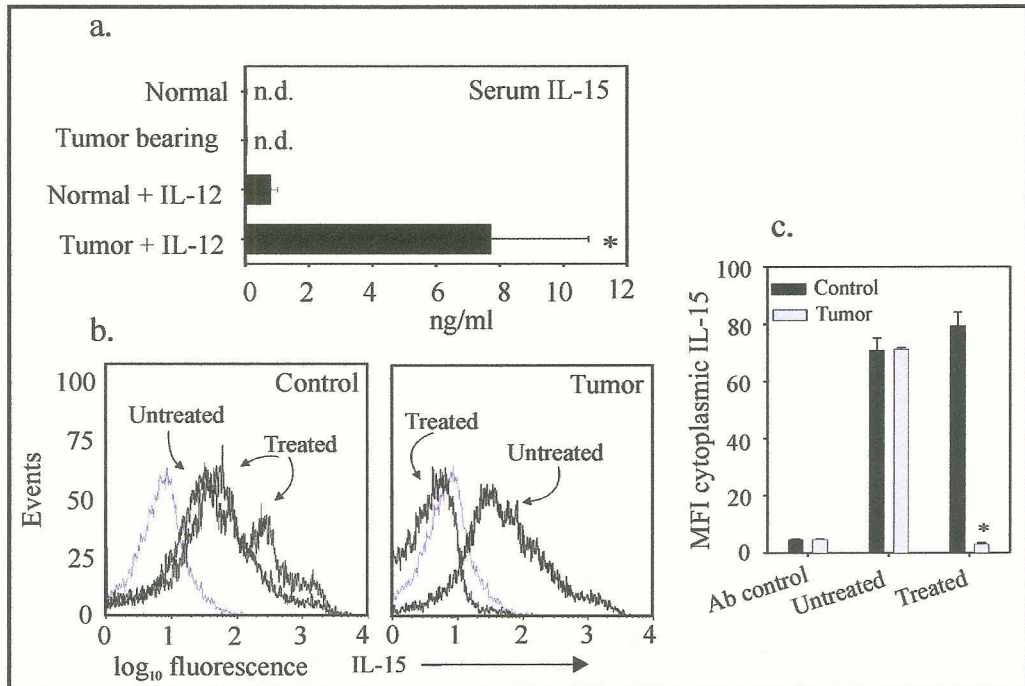 a.
Serum IL-15
Normal
n.d.
Tumor bearing
n.d.
Normal + IL-12
Tumor + IL-12
*
0 2 4 6 8 10 12
ng/ml
b.
Control
Untreated
Treated
Events
100
75
50
25
0
0 1 2 3 4
log₁₀ fluorescence
Tumor
Treated
Untreated
0 1 2 3 4
IL-15
c.
MFI cytoplasmic IL-15
100
80
60
40
20
0
Control
Tumor
*
Ab control
Untreated
Treated